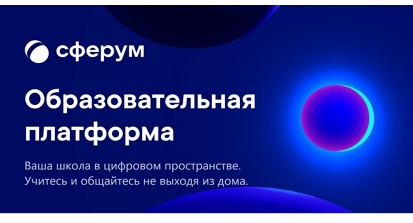 сферум
Образовательная
платформа
Ваша школа в цифровом пространстве.
Учитесь и общайтесь не выходя из дома.